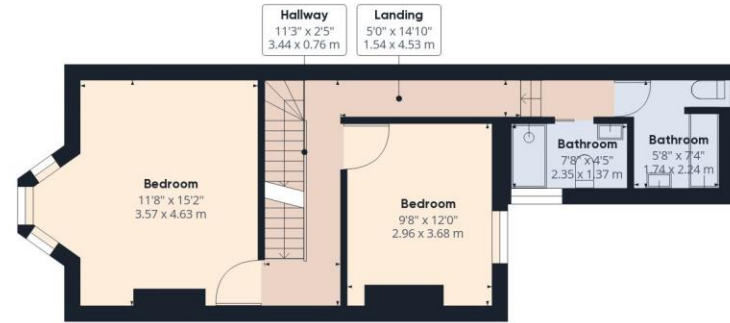 Hallway
11'3" x 2'5"
3.44 x 0.76 m
Landing
5'0" x 14'10"
1.54 x 4.53 m
Bedroom
11'8" x 15'2"
3.57 x 4.63 m
Bedroom
9'8" x 12'0"
2.96 x 3.68 m
Bathroom
7'8" x 4'5"
2.35 x 1.37 m
Bathroom
5'8" x 7'4"
1.74 x 2.24 m